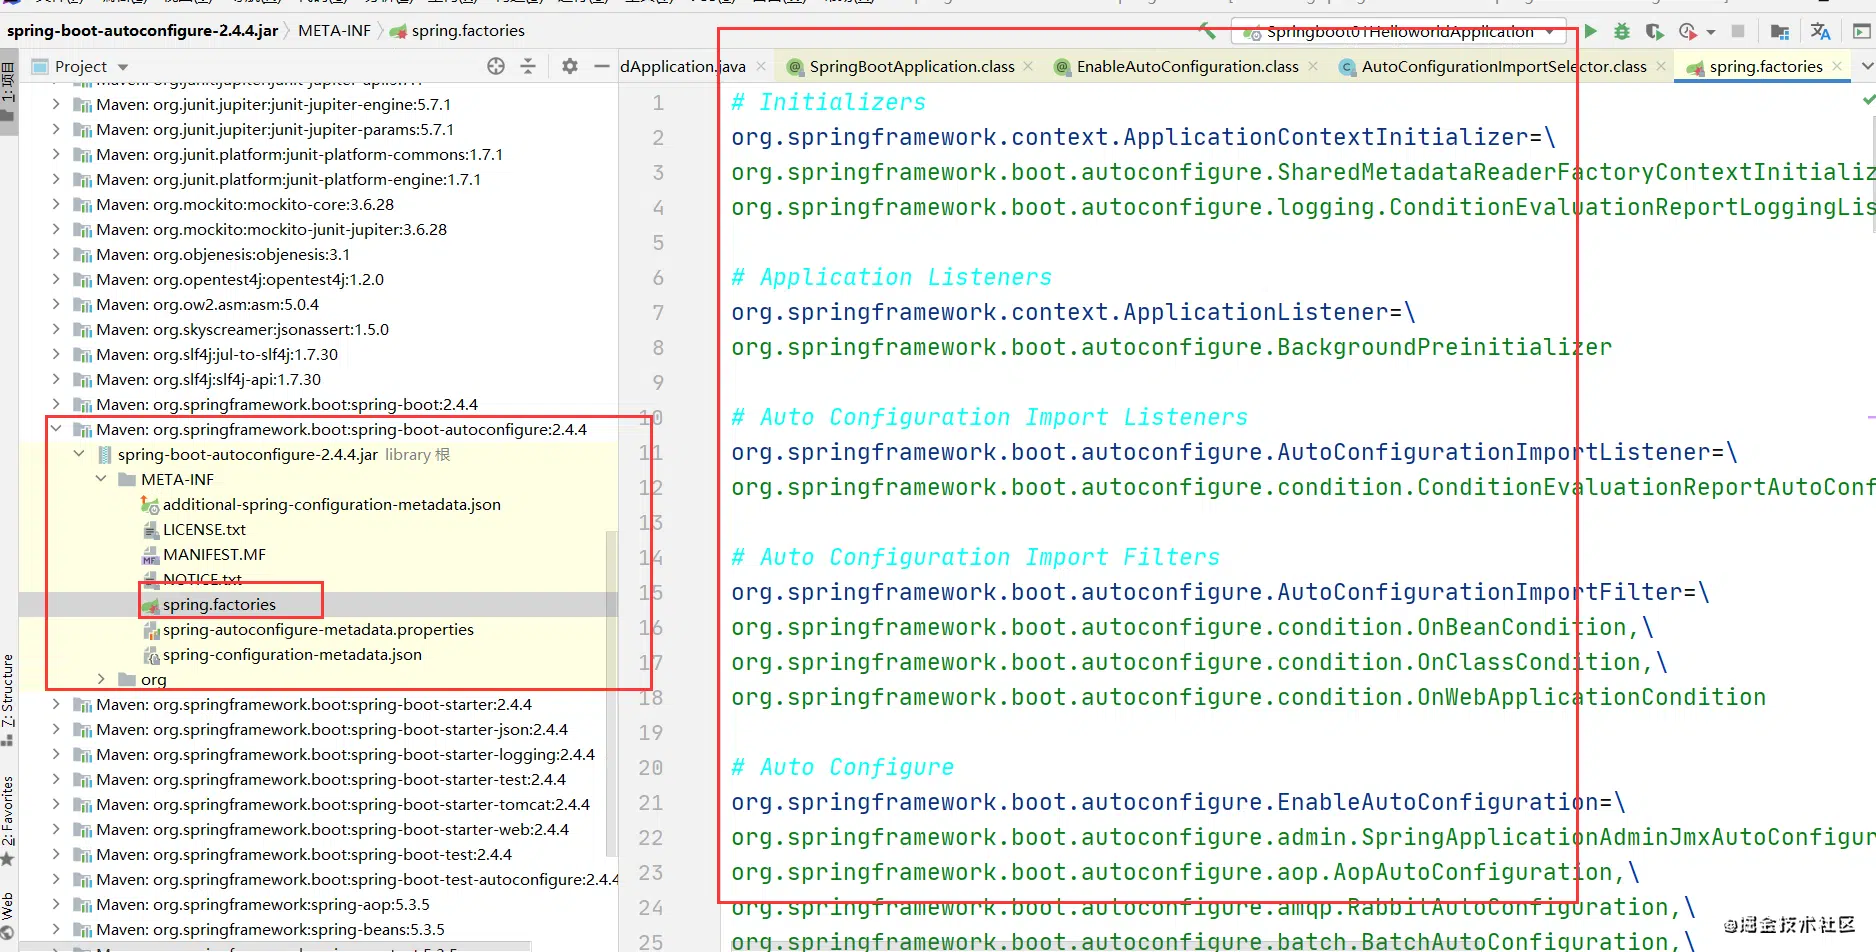 spring-boot-autoconfigure-2.4.4.jar META-INF spring.factories
Springboot01HelloworldApplication
Project
dApplication.java SpringBootApplication.class EnableAutoConfiguration.class AutoConfigurationImportSelector.class spring.factories
1:项目
Maven: org.junit.jupiter:junit-jupiter-engine:5.7.1
Maven: org.junit.jupiter:junit-jupiter-params:5.7.1
Maven: org.junit.platform:junit-platform-commons:1.7.1
Maven: org.junit.platform:junit-platform-engine:1.7.1
Maven: org.mockito:mockito-core:3.6.28
Maven: org.mockito:mockito-junit-jupiter:3.6.28
Maven: org.objenesis:objenesis:3.1
Maven: org.opentest4j:opentest4j:1.2.0
Maven: org.ow2.asm:asm:5.0.4
Maven: org.skyscreamer:jsonassert:1.5.0
Maven: org.slf4j:jul-to-slf4j:1.7.30
Maven: org.slf4j:slf4j-api:1.7.30
Maven: org.springframework.boot:spring-boot:2.4.4
Maven: org.springframework.boot:spring-boot-autoconfigure:2.4.4
spring-boot-autoconfigure-2.4.4.jar library 根
META-INF
additional-spring-configuration-metadata.json
LICENSE.txt
MANIFEST.MF
NOTICE.txt
spring.factories
spring-autoconfigure-metadata.properties
spring-configuration-metadata.json
org
Maven: org.springframework.boot:spring-boot-starter:2.4.4
Maven: org.springframework.boot:spring-boot-starter-json:2.4.4
Maven: org.springframework.boot:spring-boot-starter-logging:2.4.4
Maven: org.springframework.boot:spring-boot-starter-test:2.4.4
Maven: org.springframework.boot:spring-boot-starter-tomcat:2.4.4
Maven: org.springframework.boot:spring-boot-starter-web:2.4.4
Maven: org.springframework.boot:spring-boot-test:2.4.4
Maven: org.springframework.boot:spring-boot-test-autoconfigure:2.4.4
Maven: org.springframework:spring-aop:5.3.5
Maven: org.springframework:spring-beans:5.3.5
7: Structure
2: Favorites
Web
1 # Initializers
2 org.springframework.context.ApplicationContextInitializer=\
3 org.springframework.boot.autoconfigure.SharedMetadataReaderFactoryContextInitializ
4 org.springframework.boot.autoconfigure.logging.ConditionEvaluationReportLoggingLis
5
6 # Application Listeners
7 org.springframework.context.ApplicationListener=\
8 org.springframework.boot.autoconfigure.BackgroundPreinitializer
9
10 # Auto Configuration Import Listeners
11 org.springframework.boot.autoconfigure.AutoConfigurationImportListener=\
12 org.springframework.boot.autoconfigure.condition.ConditionEvaluationReportAutoConf
13
14 # Auto Configuration Import Filters
15 org.springframework.boot.autoconfigure.AutoConfigurationImportFilter=\
16 org.springframework.boot.autoconfigure.condition.OnBeanCondition,\
17 org.springframework.boot.autoconfigure.condition.OnClassCondition,\
18 org.springframework.boot.autoconfigure.condition.OnWebApplicationCondition
19
20 # Auto Configure
21 org.springframework.boot.autoconfigure.EnableAutoConfiguration=\
22 org.springframework.boot.autoconfigure.admin.SpringApplicationAdminJmxAutoConfigur
23 org.springframework.boot.autoconfigure.aop.AopAutoConfiguration,\
24 org.springframework.boot.autoconfigure.amqp.RabbitAutoConfiguration,\
25 org.springframework.boot.autoconfigure.batch.BatchAutoConfiguration,\
@掘金技术社区